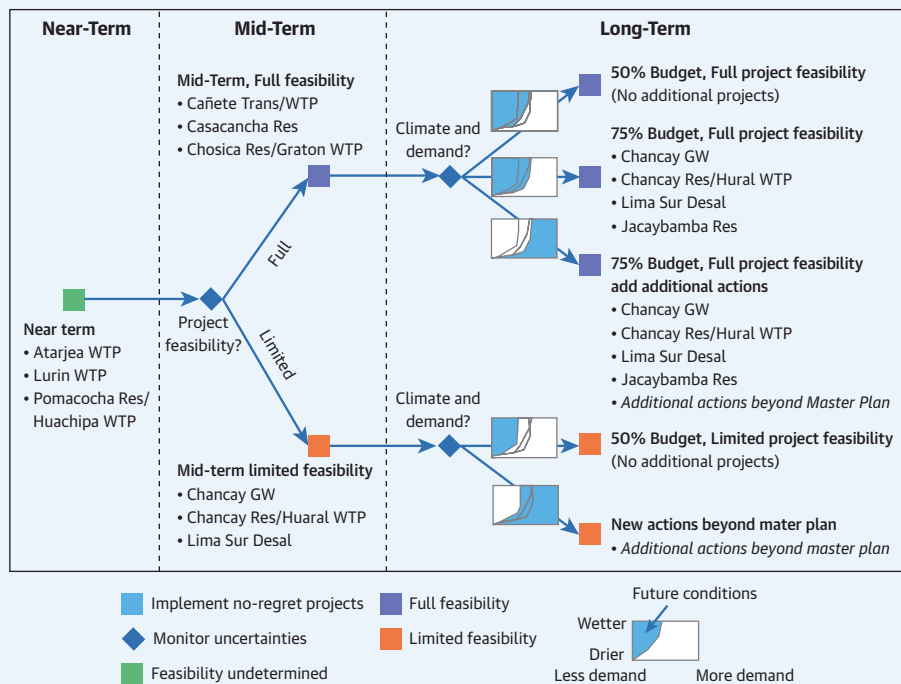 Near-Term
Mid-Term
Long-Term
Near term
• Atarjea WTP
• Lurin WTP
• Pomacocha Res/
Huachipa WTP
Project
feasibility?
Full
Limited
Mid-Term, Full feasibility
• Cañete Trans/WTP
• Casacancha Res
• Chosica Res/Graton WTP
Mid-term limited feasibility
• Chancay GW
• Chancay Res/Huaral WTP
• Lima Sur Desal
Climate and
demand?
50% Budget, Full project feasibility
(No additional projects)
75% Budget, Full project feasibility
• Chancay GW
• Chancay Res/Hural WTP
• Lima Sur Desal
• Jacaybamba Res
75% Budget, Full project feasibility
add additional actions
• Chancay GW
• Chancay Res/Hural WTP
• Lima Sur Desal
• Jacaybamba Res
• Additional actions beyond Master Plan
Climate and
demand?
50% Budget, Limited project feasibility
(No additional projects)
New actions beyond mater plan
• Additional actions beyond master plan
Implement no-regret projects
Monitor uncertainties
Feasibility undetermined
Full feasibility
Limited feasibility
Future conditions
Wetter
Drier
Less demand
More demand